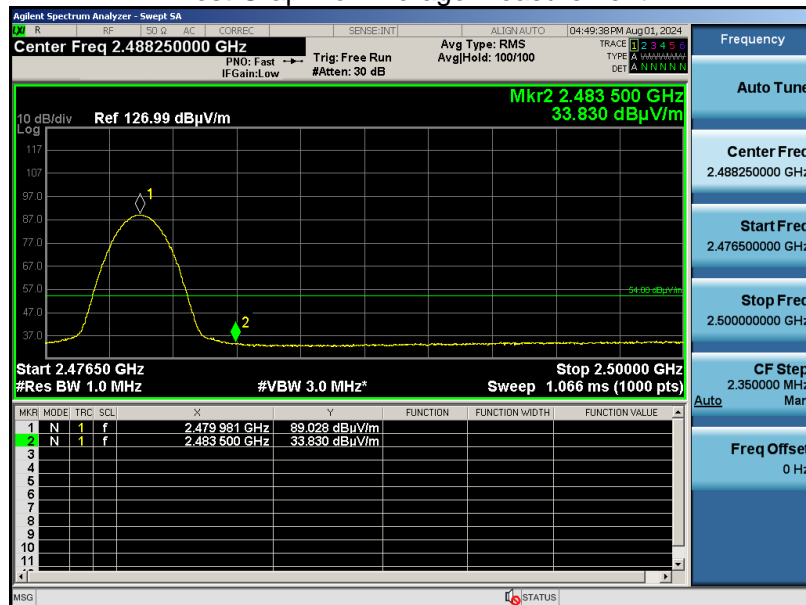 Agilent Spectrum Analyzer - Swept SA
LXI R RF 50 Ω AC CORREC SENSE:INT ALIGN AUTO 04:49:38 PM Aug 01, 2024
Center Freq 2.488250000 GHz
PNO: Fast
IFGain:Low
Trig: Free Run
#Atten: 30 dB
Avg Type: RMS
Avg|Hold: 100/100
TRACE 1 2 3 4 5 6
TYPE A WWWWW
DET A N N N N N
Mkr2 2.483 500 GHz
33.830 dBµV/m
10 dB/div Ref 126.99 dBµV/m
Log
117
107
97.0
87.0
77.0
67.0
57.0
47.0
37.0
1
2
54.00 dBµV/m
Start 2.47650 GHz Stop 2.50000 GHz
#Res BW 1.0 MHz #VBW 3.0 MHz* Sweep 1.066 ms (1000 pts)
MKR MODE TRC SCL X Y FUNCTION FUNCTION WIDTH FUNCTION VALUE
1 N 1 f 2.479 981 GHz 89.028 dBµV/m
2 N 1 f 2.483 500 GHz 33.830 dBµV/m
3
4
5
6
7
8
9
10
11
MSG STATUS
Frequency
Auto Tune
Center Freq
2.488250000 GHz
Start Freq
2.476500000 GHz
Stop Freq
2.500000000 GHz
CF Step
2.350000 MHz
Auto Man
Freq Offset
0 Hz